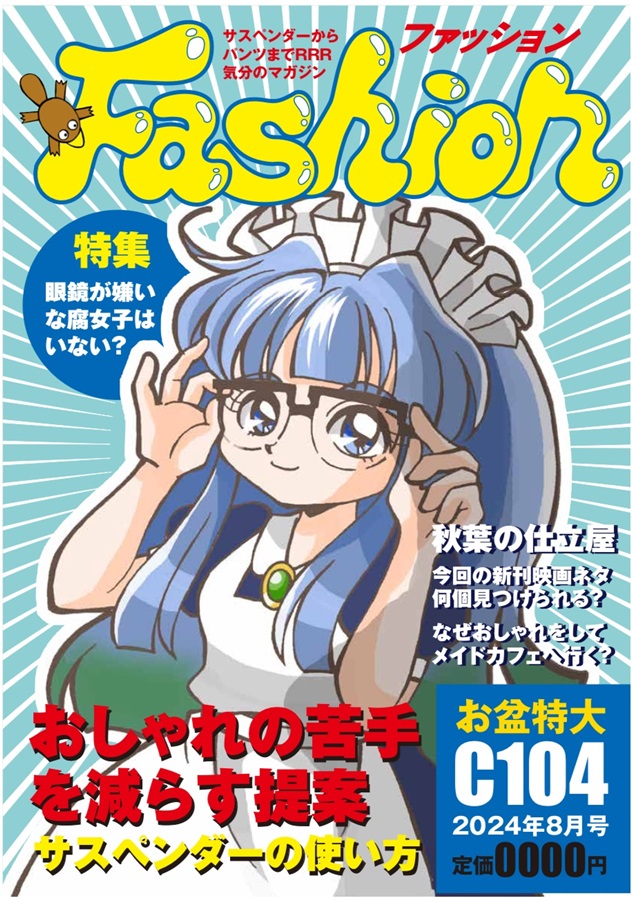 サスペンダーから
パンツまでRRR
気分のマガジン
ファッション
Fashion
特集
眼鏡が嫌い
な腐女子は
いない?
秋葉の仕立屋
今回の新刊映画ネタ
何個見つけられる?
なぜおしゃれをして
メイドカフェへ行く?
おしゃれの苦手
を減らす提案
サスペンダーの使い方
お盆特大
C104
2024年8月号
定価0000円